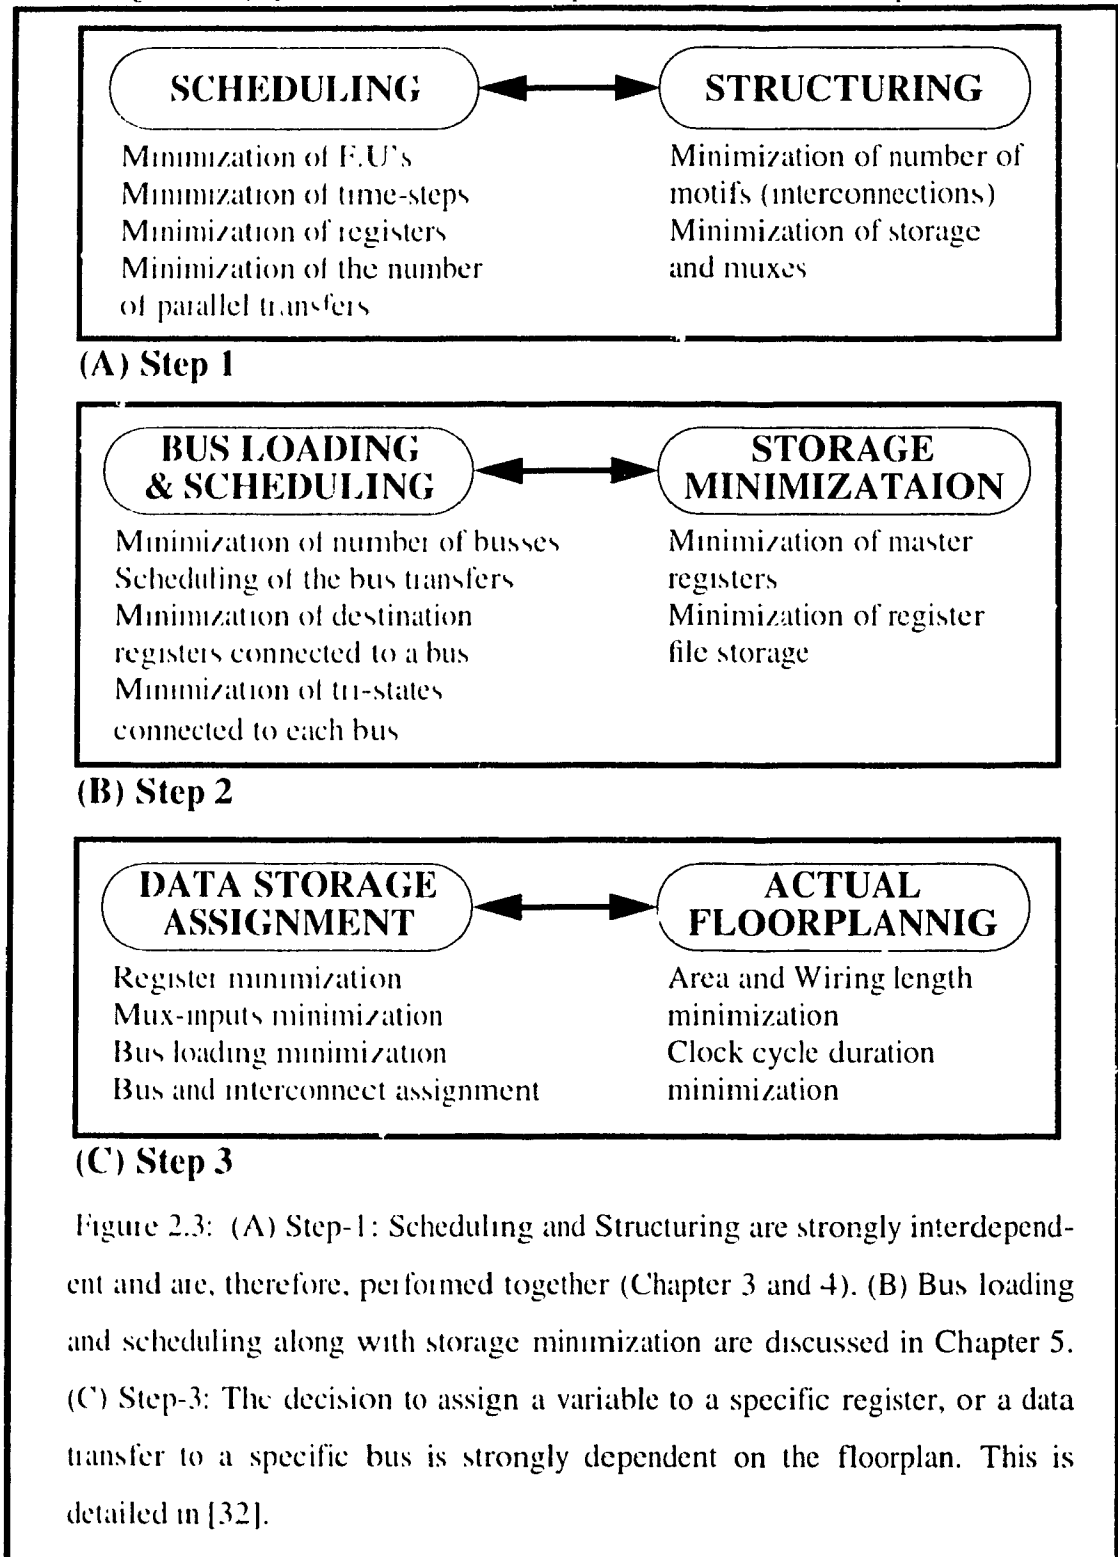 SCHEDULING
STRUCTURING
Minimization of F.U's
Minimization of time-steps
Minimization of registers
Minimization of the number
of parallel transfers
Minimization of number of
motifs (interconnections)
Minimization of storage
and muxes
(A) Step 1
BUS LOADING
& SCHEDULING
STORAGE
MINIMIZATAION
Minimization of number of busses
Scheduling of the bus transfers
Minimization of destination
registers connected to a bus
Minimization of tri-states
connected to each bus
Minimization of master
registers
Minimization of register
file storage
(B) Step 2
DATA STORAGE
ASSIGNMENT
ACTUAL
FLOORPLANNIG
Register minimization
Mux-inputs minimization
Bus loading minimization
Bus and interconnect assignment
Area and Wiring length
minimization
Clock cycle duration
minimization
(C) Step 3
Figure 2.3: (A) Step-1: Scheduling and Structuring are strongly interdepend-
ent and are, therefore, performed together (Chapter 3 and 4). (B) Bus loading
and scheduling along with storage minimization are discussed in Chapter 5.
(C) Step-3: The decision to assign a variable to a specific register, or a data
transfer to a specific bus is strongly dependent on the floorplan. This is
detailed in [32].